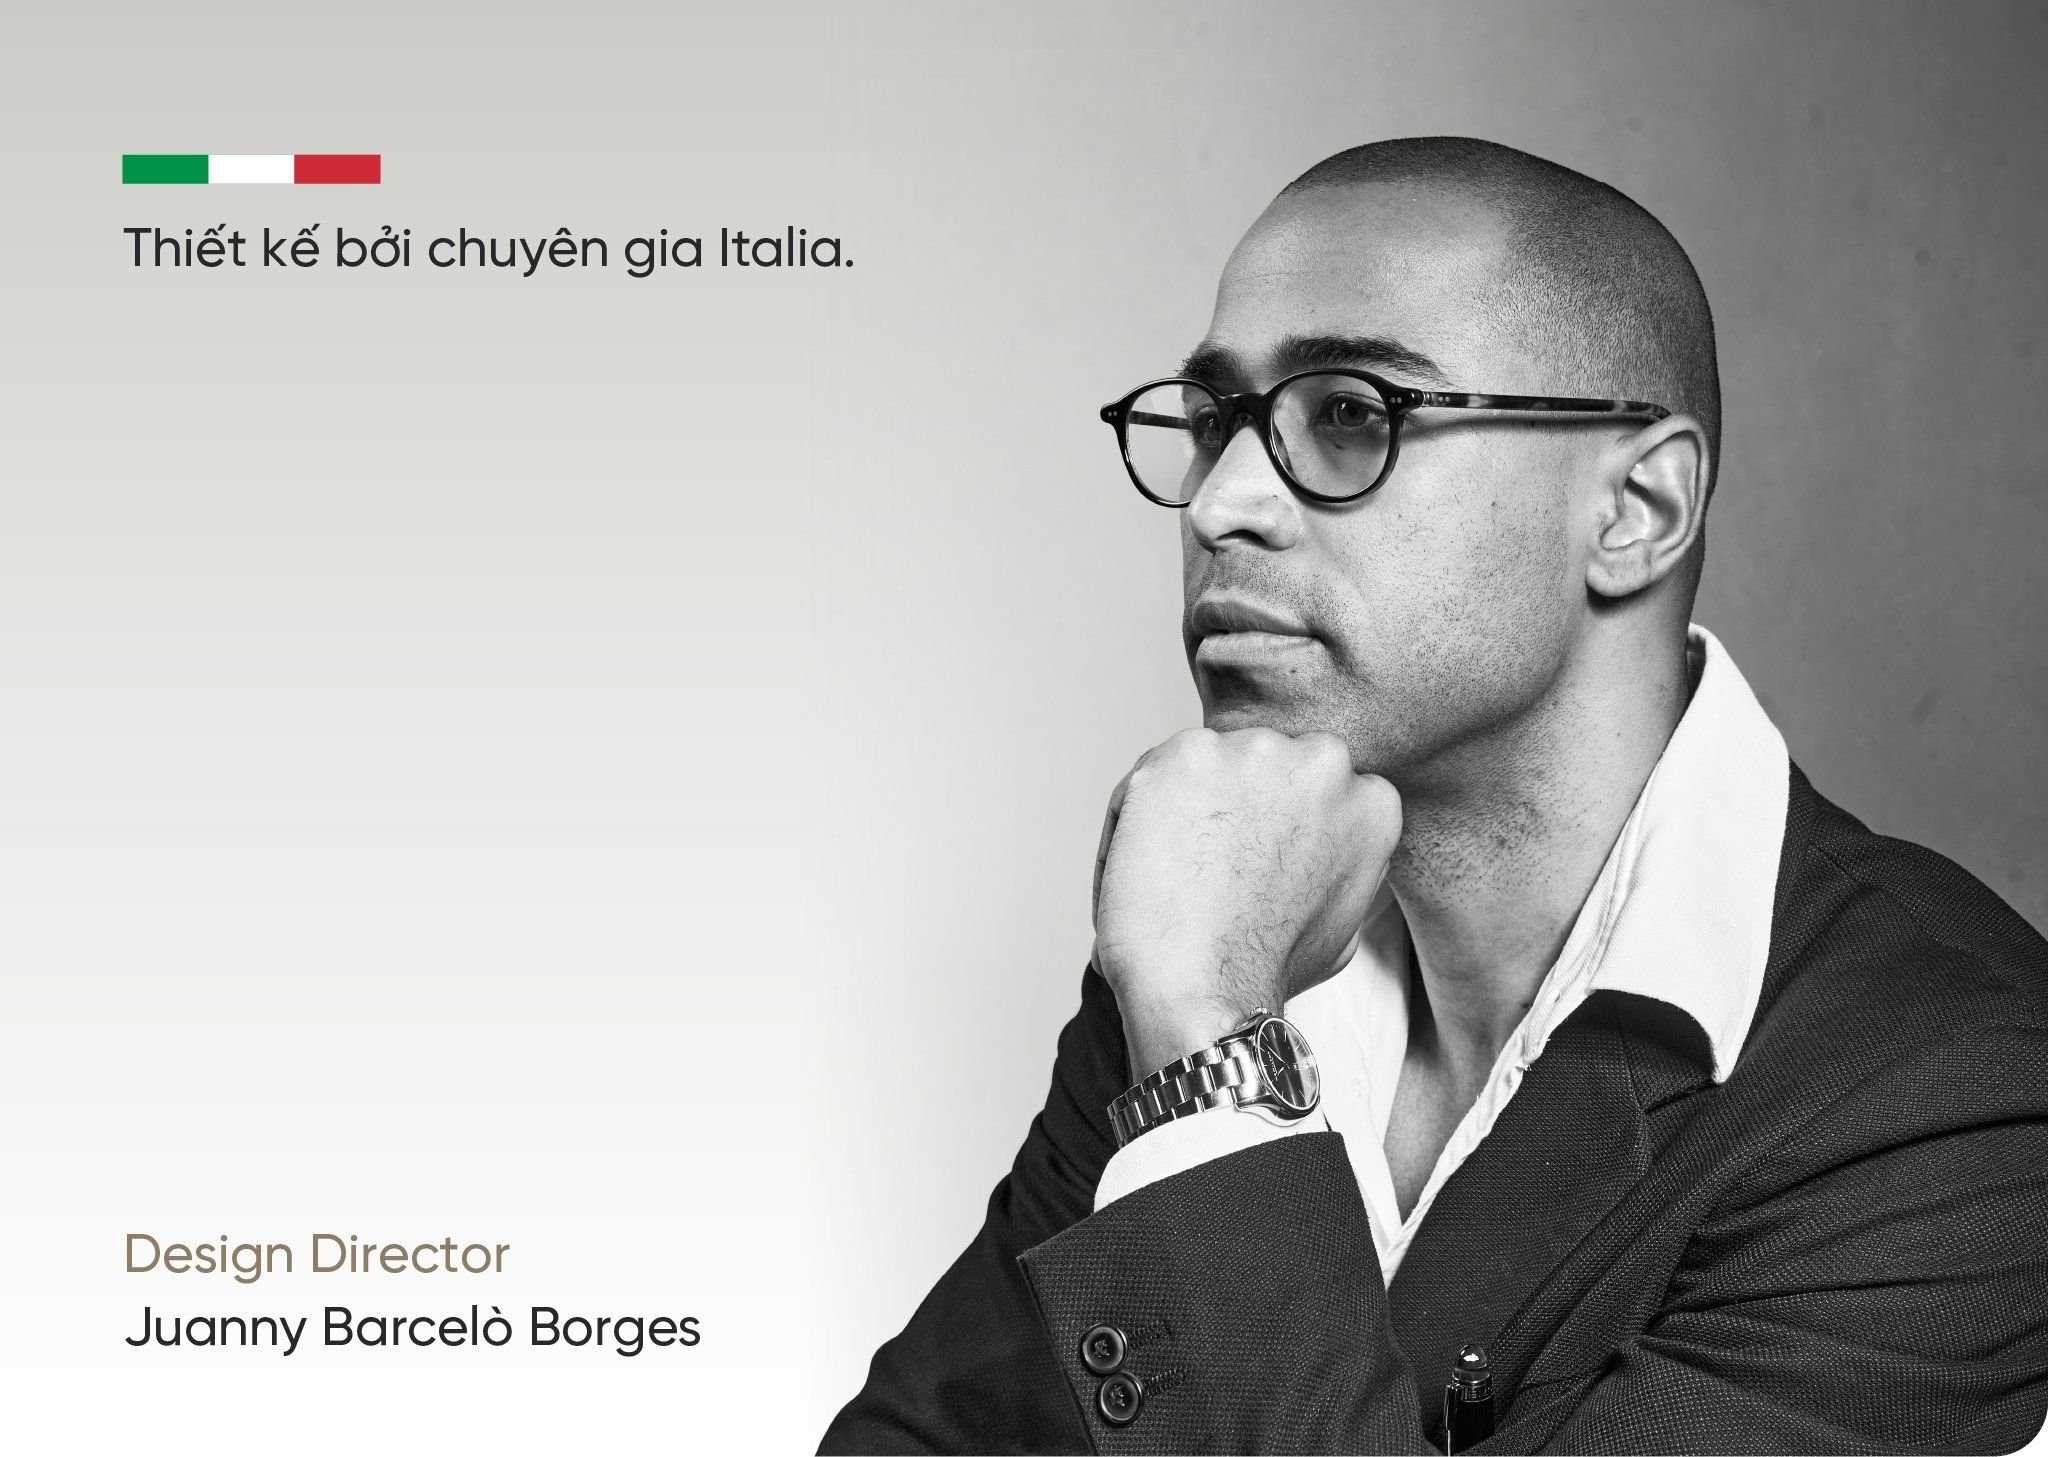 Thiết kế bởi chuyên gia Italia.
Design Director
Juanny Barcelò Borges